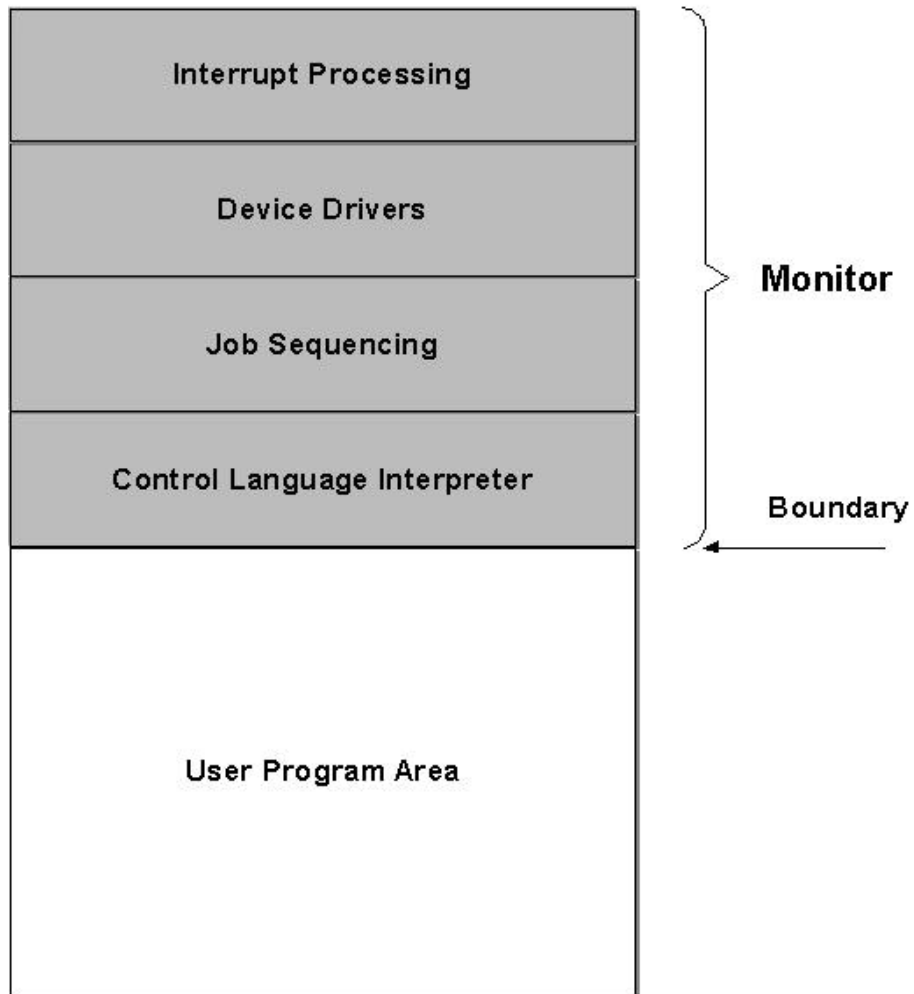 Interrupt Processing
Device Drivers
Monitor
Job Sequencing
Control Language Interpreter
Boundary
User Program Area